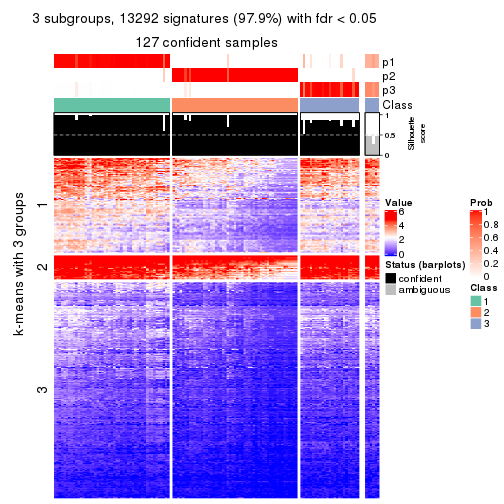 3 subgroups, 13292 signatures (97.9%) with fdr < 0.05
127 confident samples
p1
p2
p3
Class
1
0.5
0
Silhouette
score
k-means with 3 groups
1
2
3
Value
6
4
2
0
Status (barplots)
confident
ambiguous
Prob
1
0.8
0.6
0.4
0.2
0
Class
1
2
3